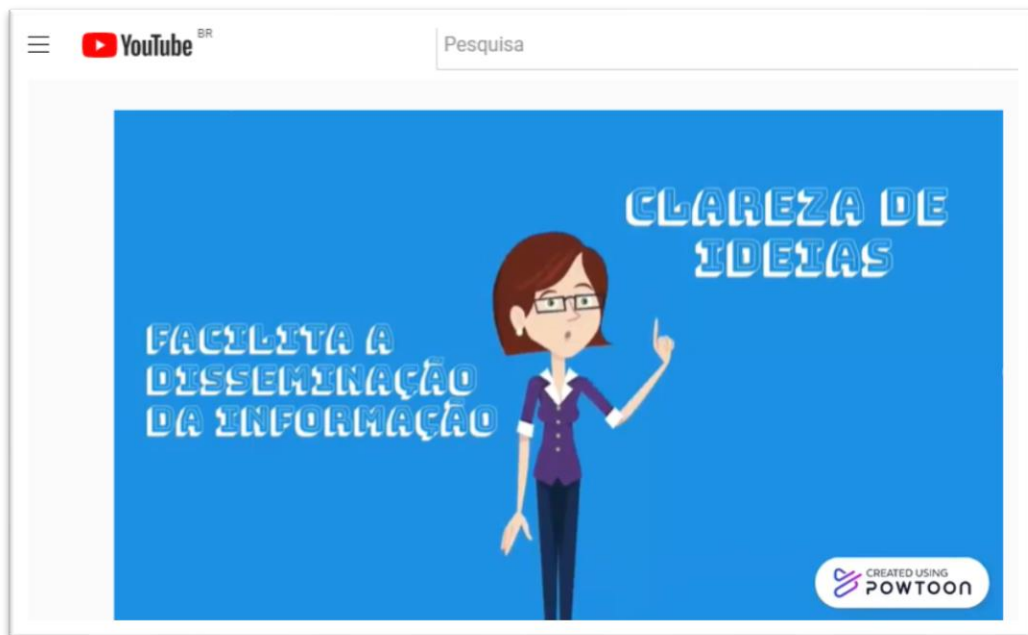 YouTube BR
Pesquisa
CLAREZA DE
IDEIAS
FACILITA A
DISSEMINAÇÃO
DA INFORMAÇÃO
CREATED USING
POWTOON